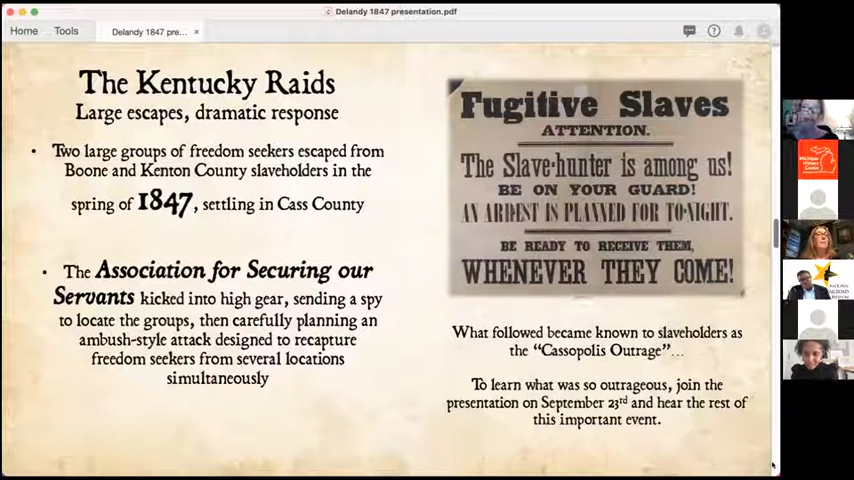 Delandy 1847 presentation.pdf
Home Tools Delandy 1847 pre... ×
The Kentucky Raids
Large escapes, dramatic response
• Two large groups of freedom seekers escaped from
Boone and Kenton County slaveholders in the
spring of 1847, settling in Cass County
• The Association for Securing our
Servants kicked into high gear, sending a spy
to locate the groups, then carefully planning an
ambush-style attack designed to recapture
freedom seekers from several locations
simultaneously
Fugitive Slaves
ATTENTION.
The Slave-hunter is among us!
BE ON YOUR GUARD!
AN ARREST IS PLANNED FOR TO-NIGHT.
BE READY TO RECEIVE THEM,
WHENEVER THEY COME!
What followed became known to slaveholders as
the “Cassopolis Outrage”...
To learn what was so outrageous, join the
presentation on September 23rd and hear the rest of
this important event.
Michigan
History
Center